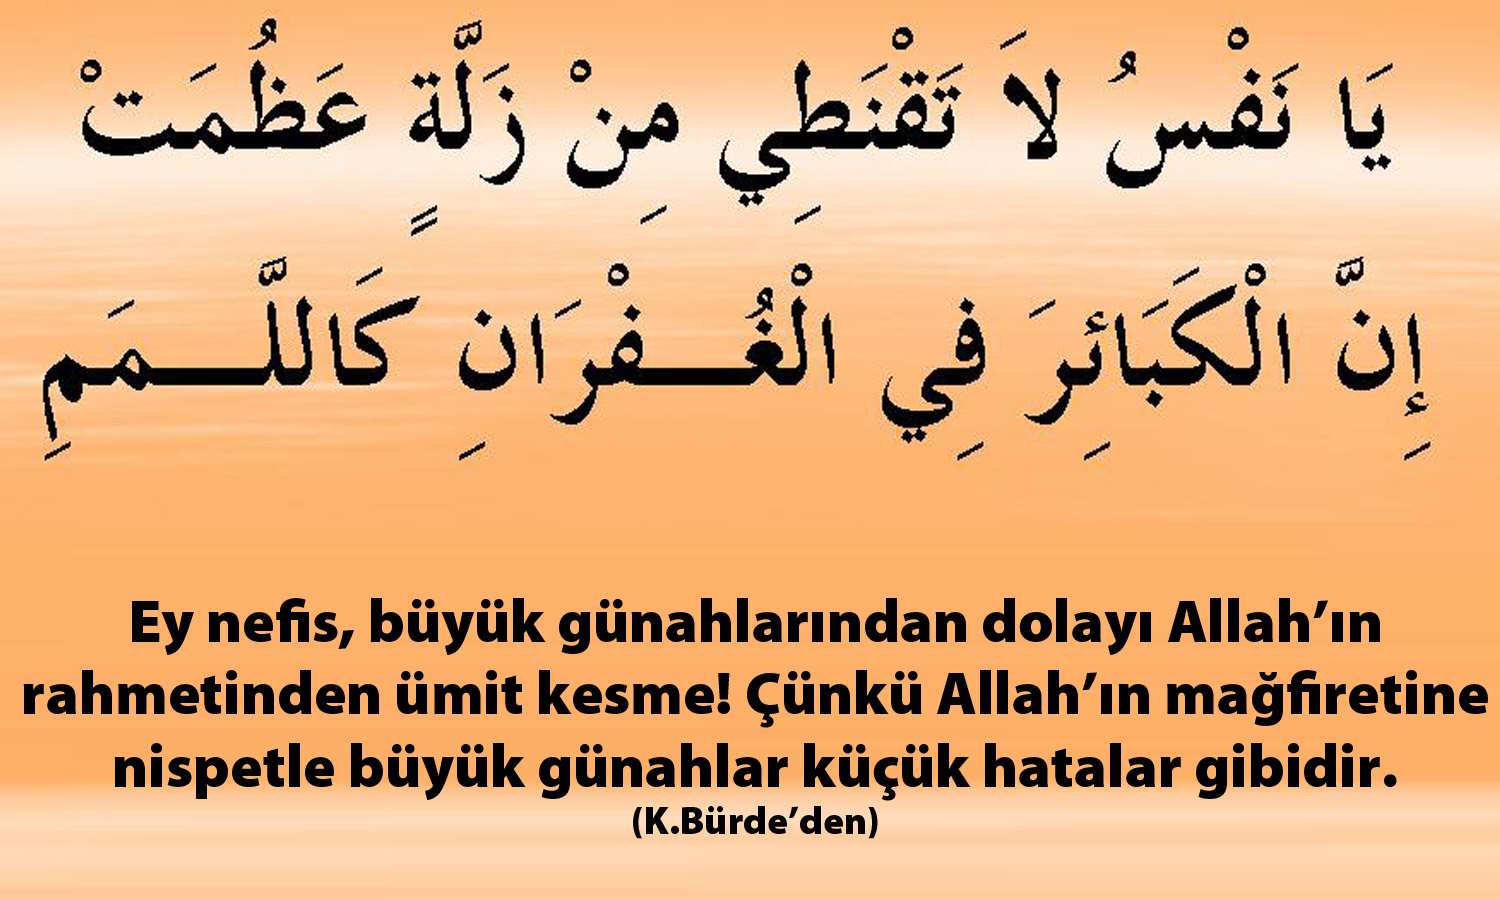 يَا نَفْسُ لاَ تَقْنَطِي مِنْ زَلَّةٍ عَظُمَتْ
إِنَّ الْكَبَائِرَ فِي الْغُـــفْرَانِ كَاللَّـــمَمِ
Ey nefis, büyük günahlarından dolayı Allah’ın
rahmetinden ümit kesme! Çünkü Allah’ın mağfiretine
nispetle büyük günahlar küçük hatalar gibidir.
(K.Bürde’den)